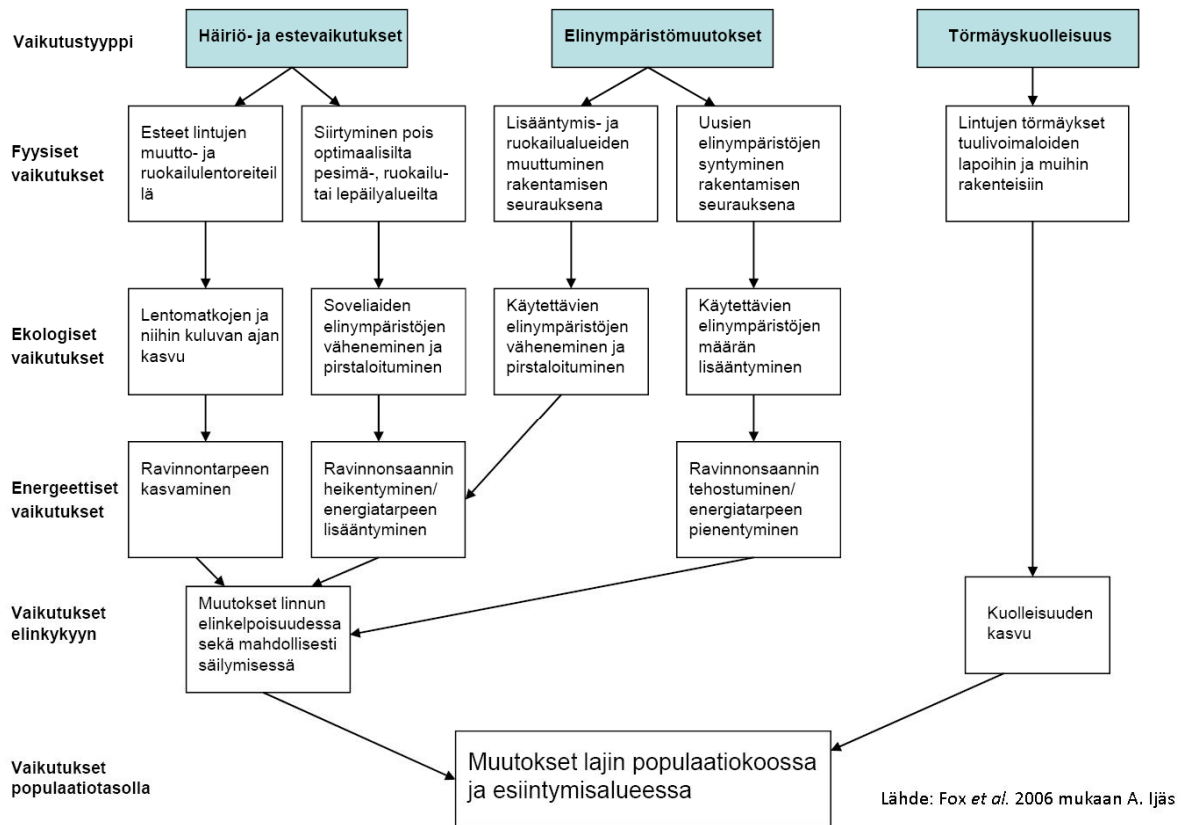 Vaikutustyyppi
Häiriö- ja estevaikutukset
Elinympäristömuutokset
Törmäyskuolleisuus
Fyysiset
vaikutukset
Esteet lintujen
muutto- ja
ruokailulentoreiteil
lä
Siirtyminen pois
optimaalisilta
pesimä-, ruokailu-
tai lepäilyalueilta
Lisääntymis- ja
ruokailualueiden
muuttuminen
rakentamisen
seurauksena
Uusien
elinympäristöjen
syntyminen
rakentamisen
seurauksena
Lintujen törmäykset
tuulivoimaloiden
lapoihin ja muihin
rakenteisiin
Ekologiset
vaikutukset
Lentomatkojen ja
niihin kuluvan ajan
kasvu
Soveliaiden
elinympäristöjen
väheneminen ja
pirstaloituminen
Käytettävien
elinympäristöjen
väheneminen ja
pirstaloituminen
Käytettävien
elinympäristöjen
määrän
lisääntyminen
Energeettiset
vaikutukset
Ravinnontarpeen
kasvaminen
Ravinnonsaannin
heikentyminen/
energiatarpeen
lisääntyminen
Ravinnonsaannin
tehostuminen/
energiatarpeen
pienentyminen
Vaikutukset
elinkykyyn
Muutokset linnun
elinkelpoisuudessa
sekä mahdollisesti
säilymisessä
Kuolleisuuden
kasvu
Vaikutukset
populaatiotasolla
Muutokset lajin populaatiokoossa
ja esiintymisalueessa
Lähde: Fox et al. 2006 mukaan A. Ijäs